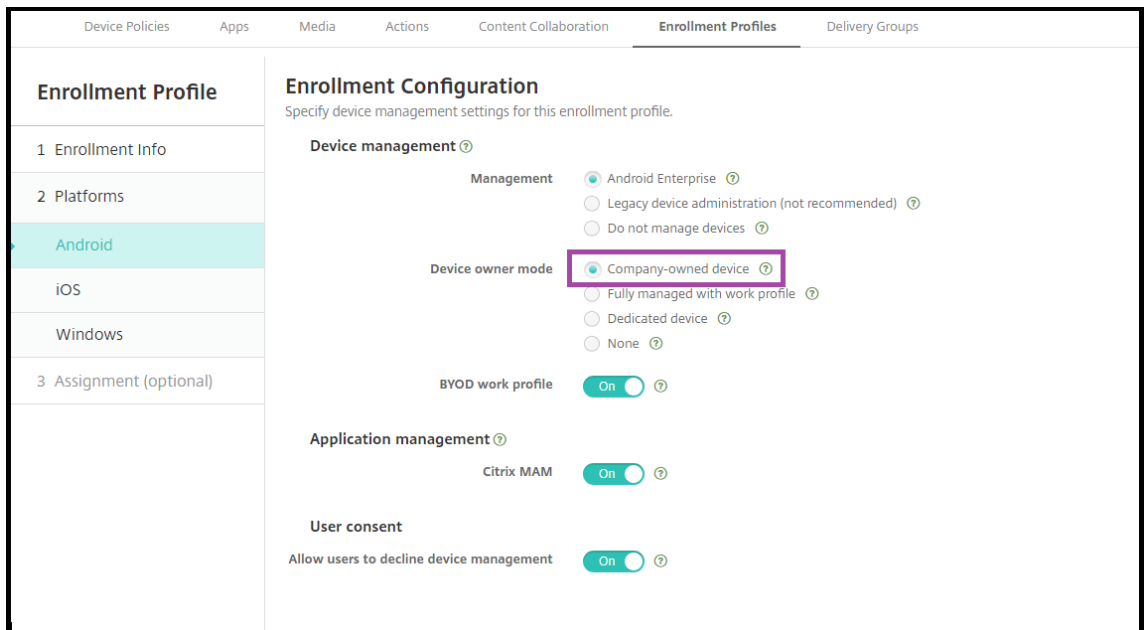 Device Policies Apps Media Actions Content Collaboration Enrollment Profiles Delivery Groups
Enrollment Profile
1 Enrollment Info
2 Platforms
Android
iOS
Windows
3 Assignment (optional)
Enrollment Configuration
Specify device management settings for this enrollment profile.
Device management ?
Management Android Enterprise ?
Legacy device administration (not recommended) ?
Do not manage devices ?
Device owner mode Company-owned device ?
Fully managed with work profile ?
Dedicated device ?
None ?
BYOD work profile On ?
Application management ?
Citrix MAM On ?
User consent
Allow users to decline device management On ?